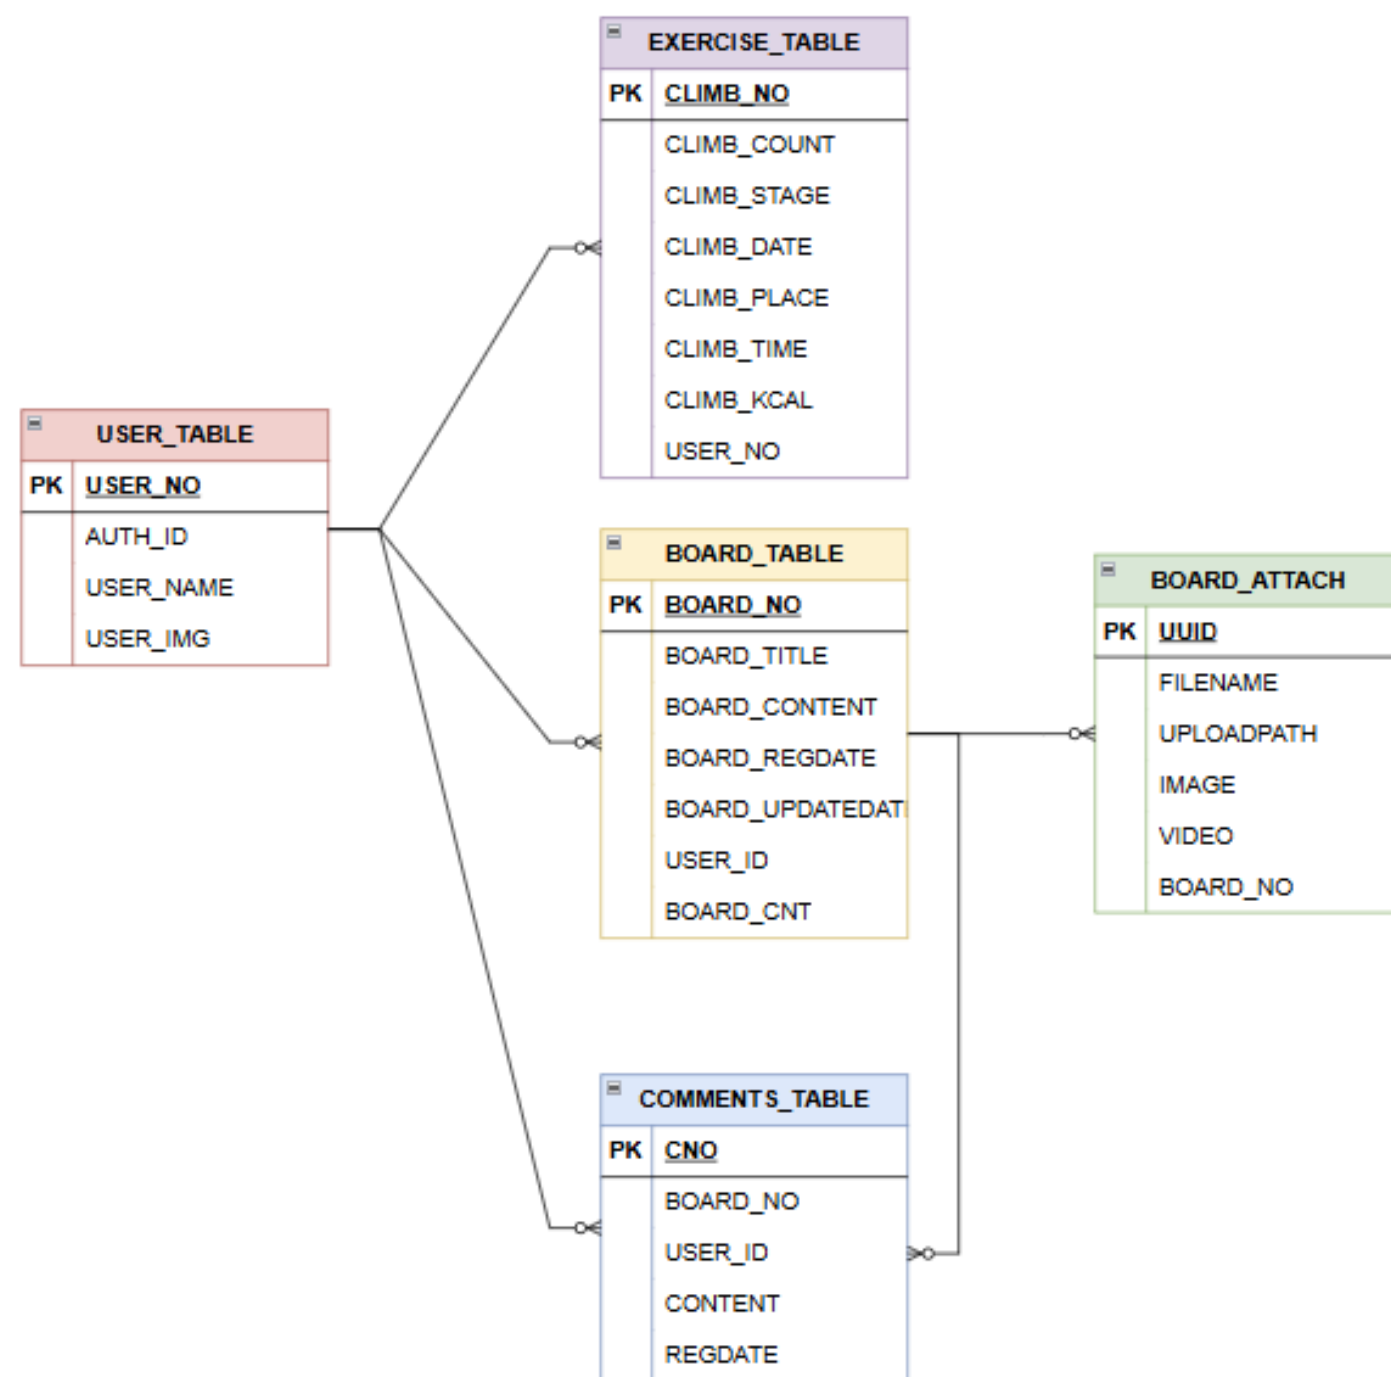 EXERCISE_TABLE
PK CLIMB_NO
CLIMB_COUNT
CLIMB_STAGE
CLIMB_DATE
CLIMB_PLACE
CLIMB_TIME
CLIMB_KCAL
USER_NO
USER_TABLE
PK USER_NO
AUTH_ID
USER_NAME
USER_IMG
BOARD_TABLE
PK BOARD_NO
BOARD_TITLE
BOARD_CONTENT
BOARD_REGDATE
BOARD_UPDATEDAT
USER_ID
BOARD_CNT
BOARD_ATTACH
PK UUID
FILENAME
UPLOADPATH
IMAGE
VIDEO
BOARD_NO
COMMENTS_TABLE
PK CNO
BOARD_NO
USER_ID
CONTENT
REGDATE